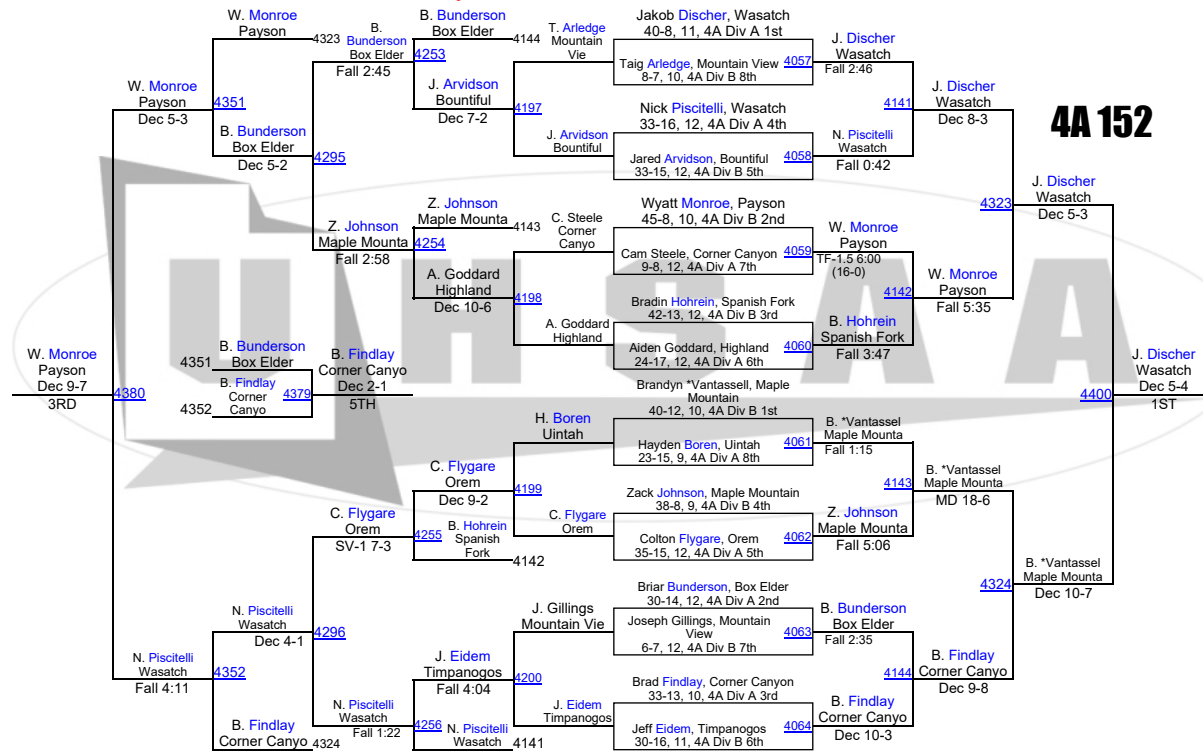 4A 152
Jakob Discher, Wasatch
40-8, 11, 4A Div A 1st
4057
Taig Arledge, Mountain View
8-7, 10, 4A Div B 8th
Nick Piscitelli, Wasatch
33-16, 12, 4A Div A 4th
4058
Jared Arvidson, Bountiful
33-15, 12, 4A Div B 5th
Wyatt Monroe, Payson
45-8, 10, 4A Div B 2nd
4059
Cam Steele, Corner Canyon
9-8, 12, 4A Div A 7th
Bradin Hohrein, Spanish Fork
42-13, 12, 4A Div B 3rd
4060
Aiden Goddard, Highland
24-17, 12, 4A Div A 6th
Brandyn *Vantassell, Maple
Mountain
40-12, 10, 4A Div B 1st
4061
Hayden Boren, Uintah
23-15, 9, 4A Div A 8th
Zack Johnson, Maple Mountain
38-8, 9, 4A Div B 4th
4062
Colton Flygare, Orem
35-15, 12, 4A Div A 5th
Briar Bunderson, Box Elder
30-14, 12, 4A Div A 2nd
4063
Joseph Gillings, Mountain
View
6-7, 12, 4A Div B 7th
Brad Findlay, Corner Canyon
33-13, 10, 4A Div A 3rd
4064
Jeff Eidem, Timpanogos
30-16, 11, 4A Div B 6th
J. Discher
Wasatch
Fall 2:46
4141
N. Piscitelli
Wasatch
Fall 0:42
W. Monroe
Payson
TF-1.5 6:00
(16-0)
4142
B. Hohrein
Spanish Fork
Fall 3:47
B. *Vantassel
Maple Mounta
Fall 1:15
4143
Z. Johnson
Maple Mounta
Fall 5:06
B. Bunderson
Box Elder
Fall 2:35
4144
B. Findlay
Corner Canyo
Dec 10-3
J. Discher
Wasatch
Dec 8-3
4323
W. Monroe
Payson
Fall 5:35
B. *Vantassel
Maple Mounta
MD 18-6
4324
B. Findlay
Corner Canyo
Dec 9-8
J. Discher
Wasatch
Dec 5-3
4400
B. *Vantassel
Maple Mounta
Dec 10-7
J. Discher
Wasatch
Dec 5-4
1ST
T. Arledge
Mountain
Vie
4197
J. Arvidson
Bountiful
C. Steele
Corner
Canyo
4198
A. Goddard
Highland
H. Boren
Uintah
4199
C. Flygare
Orem
J. Gillings
Mountain Vie
4200
J. Eidem
Timpanogos
B. Bunderson
Box Elder
4144
4253
J. Arvidson
Bountiful
Dec 7-2
Z. Johnson
Maple Mounta
4143
4254
A. Goddard
Highland
Dec 10-6
C. Flygare
Orem
Dec 9-2
4255
B. Hohrein
Spanish
Fork
4142
J. Eidem
Timpanogos
Fall 4:04
4256
N. Piscitelli
Wasatch
4141
B.
Bunderson
Box Elder
Fall 2:45
4295
Z. Johnson
Maple Mounta
Fall 2:58
C. Flygare
Orem
SV-1 7-3
4296
N. Piscitelli
Wasatch
Fall 1:22
W. Monroe
Payson
4323
4351
B. Bunderson
Box Elder
Dec 5-2
N. Piscitelli
Wasatch
Dec 4-1
4352
B. Findlay
Corner Canyo
4324
W. Monroe
Payson
Dec 5-3
4380
N. Piscitelli
Wasatch
Fall 4:11
W. Monroe
Payson
Dec 9-7
3RD
4351
B. Bunderson
Box Elder
4379
4352
B. Findlay
Corner
Canyo
B. Findlay
Corner Canyo
Dec 2-1
5TH
UHSAA